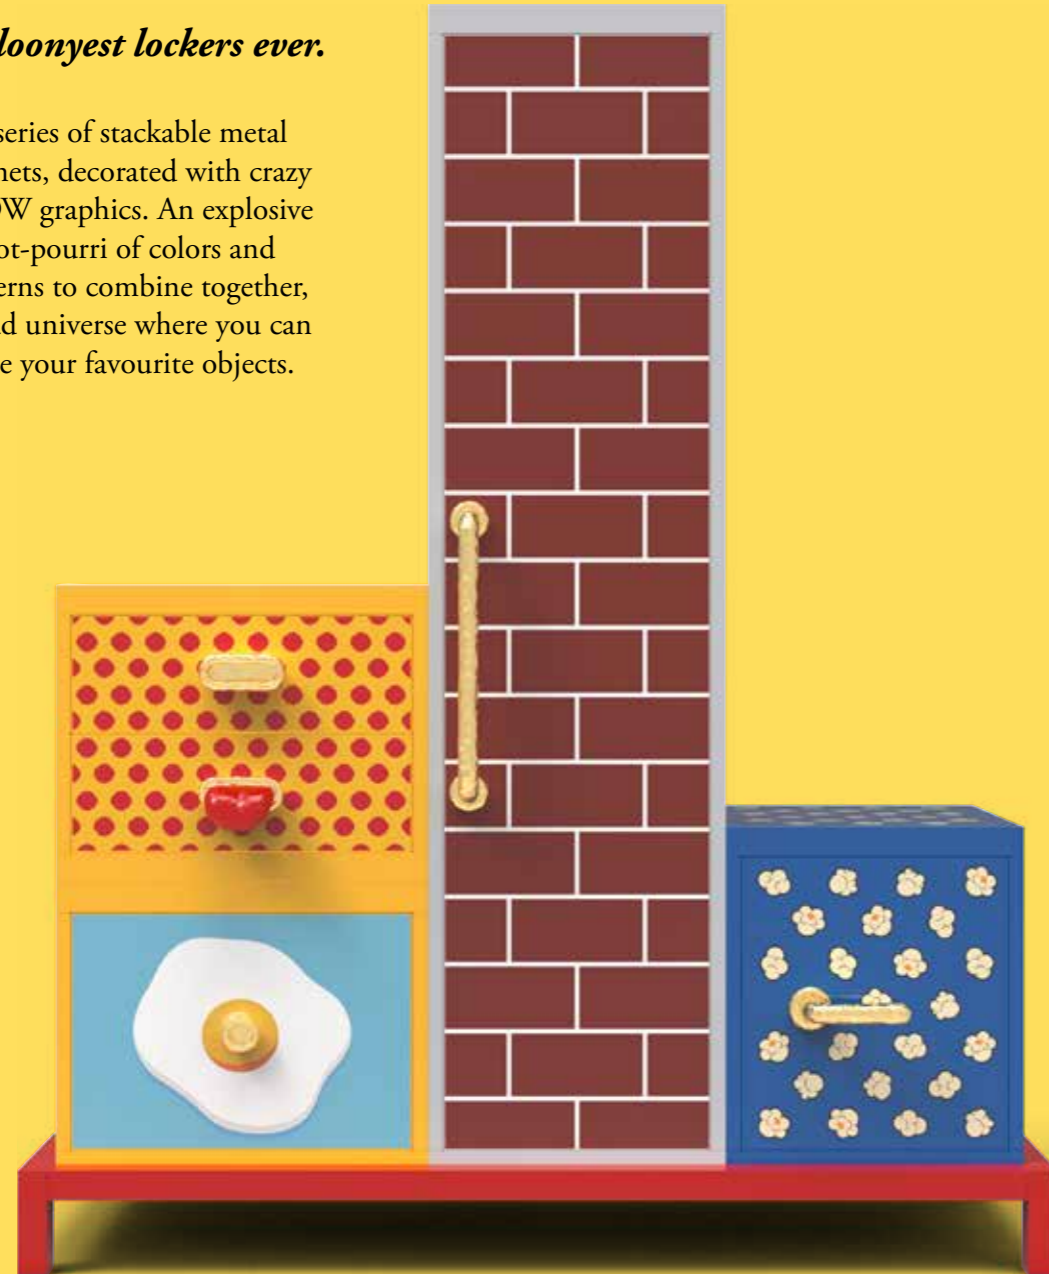 loonyest lockers ever.
series of stackable metal
nets, decorated with crazy
OW graphics. An explosive
ot-pourri of colors and
erns to combine together,
d universe where you can
e your favourite objects.